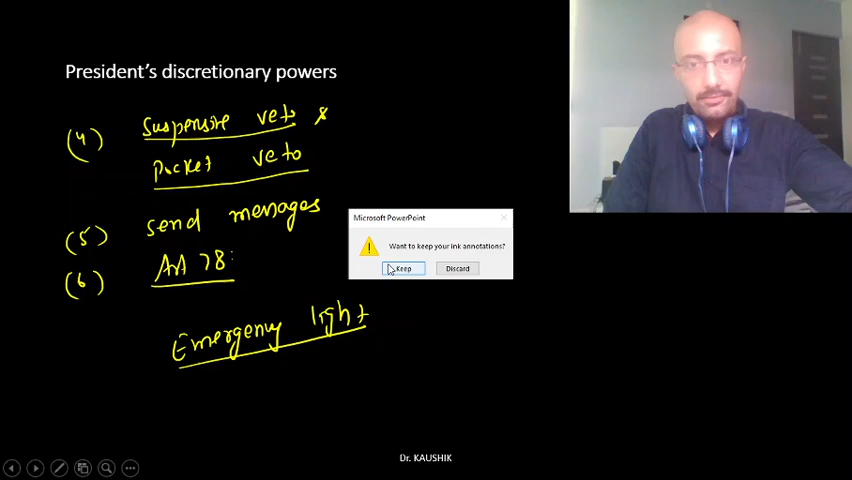 President's discretionary powers
(4) Suspensive veto &
Pocket veto
(5) send messages
(6) Art 78:
Emergency light
Microsoft PowerPoint
Want to keep your ink annotations?
Keep Discard
Dr. KAUSHIK